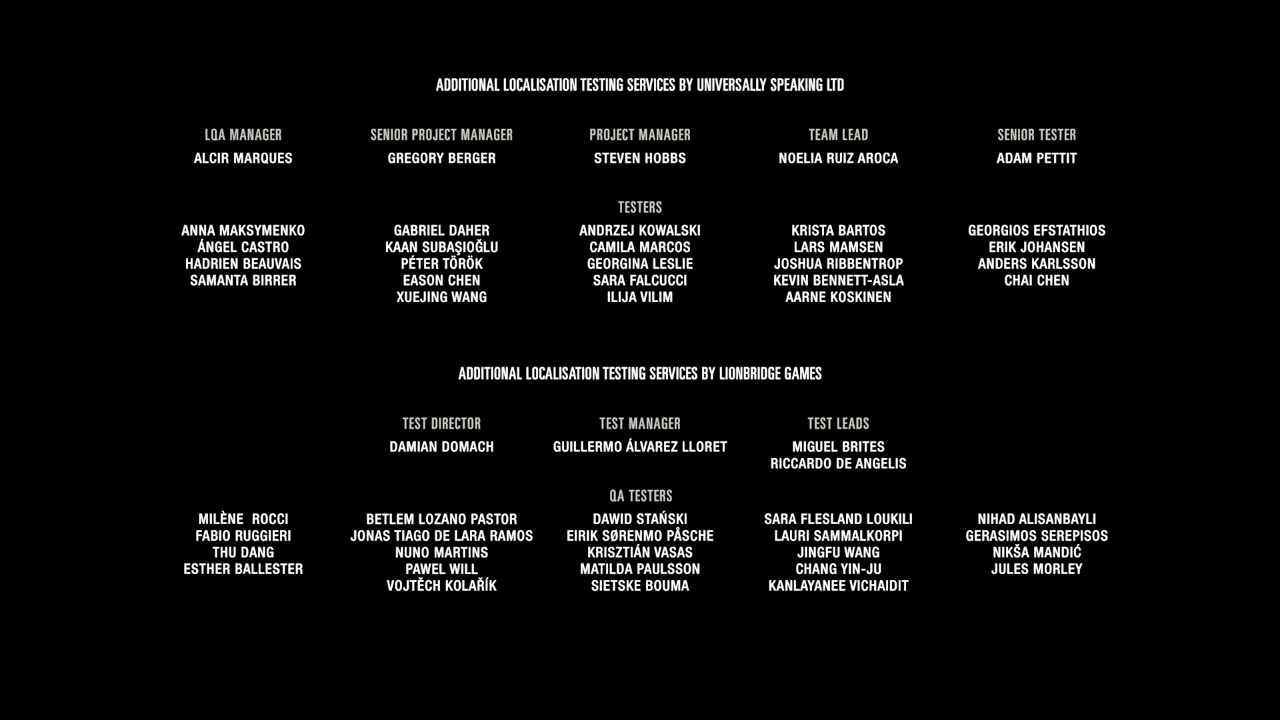 ADDITIONAL LOCALISATION TESTING SERVICES BY UNIVERSALLY SPEAKING LTD
LQA MANAGER
ALCIR MARQUES
SENIOR PROJECT MANAGER
GREGORY BERGER
PROJECT MANAGER
STEVEN HOBBS
TEAM LEAD
NOELIA RUIZ AROCA
SENIOR TESTER
ADAM PETTIT
TESTERS
ANNA MAKSYMENKO
ÁNGEL CASTRO
HADRIEN BEAUVAIS
SAMANTA BIRRER
GABRIEL DAHER
KAAN SUBAŞIOĞLU
PÉTER TÖRÖK
EASON CHEN
XUEJING WANG
ANDRZEJ KOWALSKI
CAMILA MARCOS
GEORGINA LESLIE
SARA FALCUCCI
ILIJA VILIM
KRISTA BARTOS
LARS MAMSEN
JOSHUA RIBBENTROP
KEVIN BENNETT-ASLA
AARNE KOSKINEN
GEORGIOS EFSTATHIOS
ERIK JOHANSEN
ANDERS KARLSSON
CHAI CHEN
ADDITIONAL LOCALISATION TESTING SERVICES BY LIONBRIDGE GAMES
TEST DIRECTOR
DAMIAN DOMACH
TEST MANAGER
GUILLERMO ÁLVAREZ LLORET
TEST LEADS
MIGUEL BRITES
RICCARDO DE ANGELIS
QA TESTERS
MILÈNE ROCCI
FABIO RUGGIERI
THU DANG
ESTHER BALLESTER
BETLEM LOZANO PASTOR
JONAS TIAGO DE LARA RAMOS
NUNO MARTINS
PAWEL WILL
VOJTĚCH KOLAŘÍK
DAWID STAŃSKI
EIRIK SØRENMO PÅSCHE
KRISZTIÁN VASAS
MATILDA PAULSSON
SIETSKE BOUMA
SARA FLESLAND LOUKILI
LAURI SAMMALKORPI
JINGFU WANG
CHANG YIN-JU
KANLAYANEE VICHAIDIT
NIHAD ALISANBAYLI
GERASIMOS SEREPISOS
NIKŠA MANDIĆ
JULES MORLEY